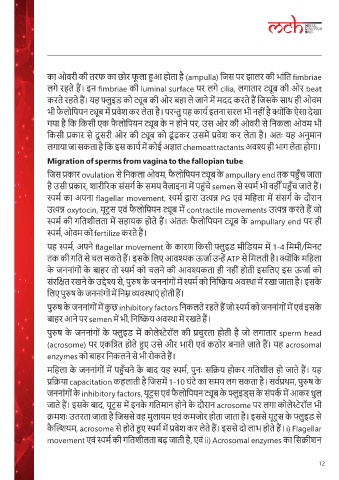 mch
का ओवरी की तरफ का छोर फूला हुआ होता है (ampulla) जिस पर झालर की भांति fimbriae
लगे रहते हैं। इन fimbriae की luminal surface पर लगे cilia, लगातार ट्यूब की ओर beat
करते रहते हैं। यह फ्लुइड को ट्यूब की ओर बहा ले जाने में मदद करते हैं जिसके साथ ही ओवम
भी फैलोपियन ट्यूब में प्रवेश कर लेता है। परन्तु यह कार्य इतना सरल भी नहीं है क्योंकि ऐसा देखा
गया है कि किसी एक फैलोपियन ट्यूब के न होने पर, उस ओर की ओवरी से निकला ओवम भी
किसी प्रकार से दूसरी ओर की ट्यूब को ढूंढकर उसमें प्रवेश कर लेता है। अतः यह अनुमान
लगाया जा सकता है कि इस कार्य में कोई अज्ञात chemoattractants अवश्य ही भाग लेता होगा।
Migration of sperms from vagina to the fallopian tube
जिस प्रकार ovulation से निकला ओवम, फैलोपियन ट्यूब के ampullary end तक पहुँच जाता
है उसी प्रकार, शारीरिक संसर्ग के समय वैजाइना में पहुंचे semen से स्पर्म भी वहीं पहुँच जाते हैं।
स्पर्म का अपना flagellar movement, स्पर्म द्वारा उत्पन्न PG एवं महिला में संसर्ग के दौरान
उत्पन्न oxytocin, यूट्रस एवं फैलोपियन ट्यूब में contractile movements उत्पन्न करते हैं जो
स्पर्म की गतिशीलता में सहायक होते हैं। अंततः फैलोपियन ट्यूब के ampullary end पर ही
स्पर्म, ओवम को fertilize करते हैं।
यह स्पर्म, अपने flagellar movement के कारण किसी फ्लुइड मीडियम में 1-4 मिमी/मिनट
तक की गति से चल सकते हैं। इसके लिए आवश्यक ऊर्जा उन्हें ATP से मिलती है। क्योंकि महिला
के जननांगों के बाहर तो स्पर्म को चलने की आवश्यकता ही नहीं होती इसलिए इस ऊर्जा को
संरक्षित रखने के उद्देश्य से, पुरुष के जननांगों में स्पर्म को निष्क्रिय अवस्था में रखा जाता है। इसके
लिए पुरुष के जननांगों में निम्न व्यवस्थाएं होती हैं।
पुरुष के जननांगों में कुछ inhibitory factors निकलते रहते हैं जो स्पर्म को जननांगों में एवं इसके
बाहर आने पर semen में भी, निष्क्रिय अवस्था में रखते हैं।
पुरुष के जननांगों के फ्लुइड में कोलेस्टेरॉल की प्रचुरता होती है जो लगातार sperm head
(acrosome) पर एकत्रित होते हुए उसे और भारी एवं कठोर बनाते जाते हैं। यह acrosomal
enzymes को बाहर निकलने से भी रोकते हैं।
महिला के जननांगों में पहुँचने के बाद यह स्पर्म, पुनः सक्रिय होकर गतिशील हो जाते हैं। यह
प्रक्रिया capacitation कहलाती है जिसमें 1-10 घंटे का समय लग सकता है। सर्वप्रथम, पुरुष के
जननांगों के inhibitory factors, यूट्रस एवं फैलोपियन ट्यूब के फ्लुइड्स के संपर्क में आकर धुल
जाते हैं। इसके बाद, यूट्रस में इनके गतिमान होने के दौरान acrosome पर लगा कोलेस्टेरॉल भी
क्रमशः उतरता जाता है जिससे वह मुलायम एवं कमजोर होता जाता है। इससे यूट्रस के फ्लुइड से
कैल्शियम, acrosome से होते हुए स्पर्म में प्रवेश कर लेते हैं। इससे दो लाभ होते हैं। i) Flagellar
movement एवं स्पर्म की गतिशीलता बढ़ जाती है, एवं ii) Acrosomal enzymes का सिक्रीशन
12